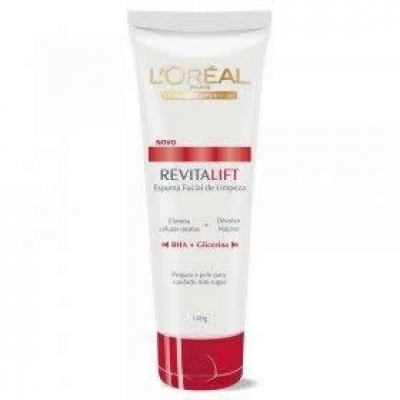 L'ORÉAL
PARIS
NOVO
REVITALIFT
Espuma Facial de Limpeza
Elimina + Devolve
células mortas Maciez
BHA + Glicerina
Prepara a pele para
cuidado Anti-rugas
140g